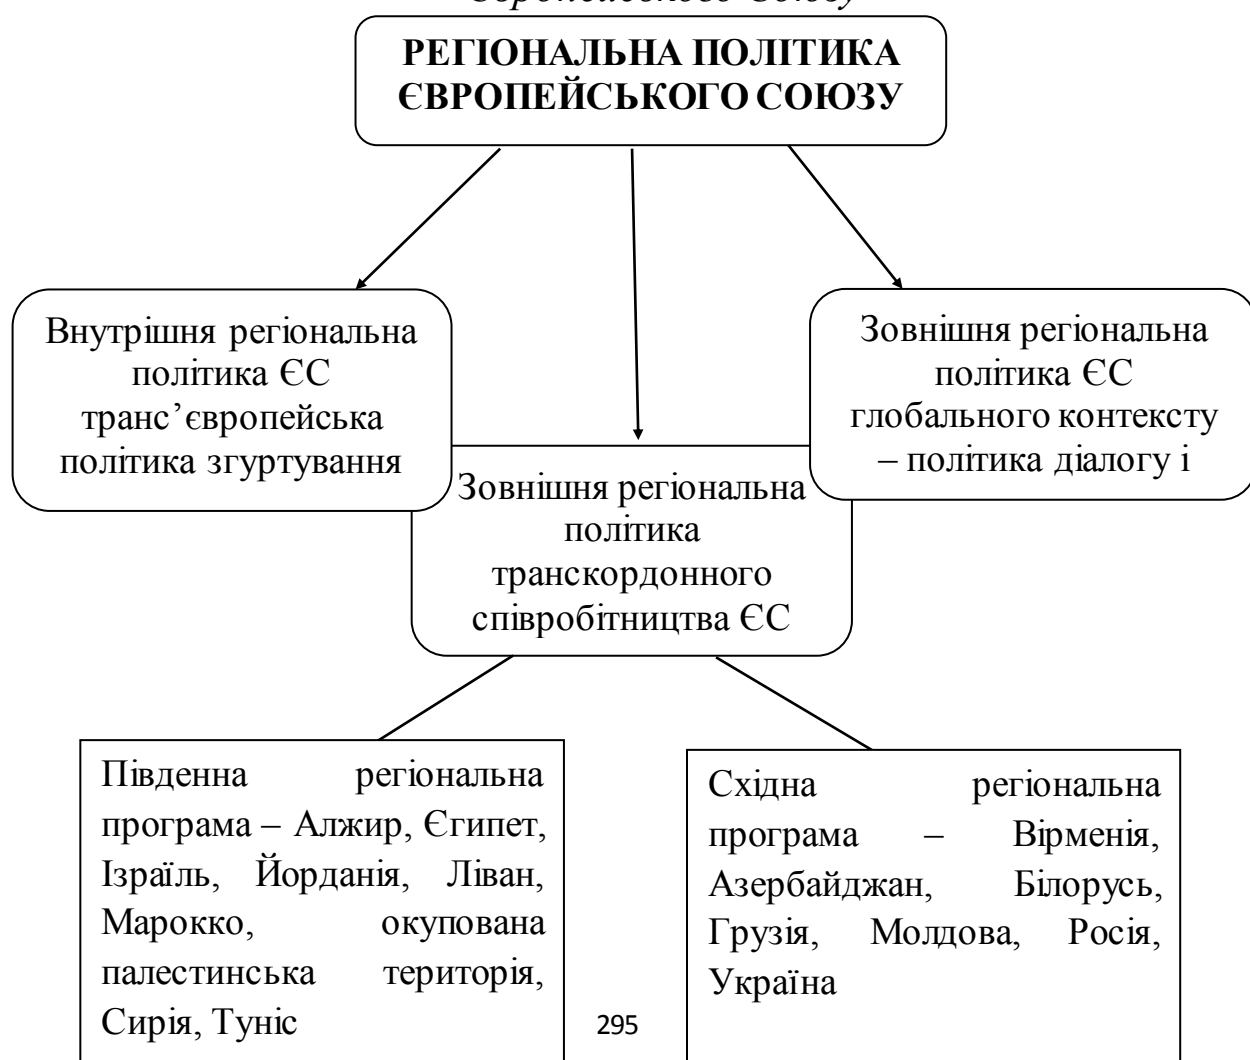 Європейського Союзу
РЕГІОНАЛЬНА ПОЛІТИКА
ЄВРОПЕЙСЬКОГО СОЮЗУ
Внутрішня регіональна
політика ЄС
транс’європейська
політика згуртування
Зовнішня регіональна
політика
транскордонного
співробітництва ЄС
Зовнішня регіональна
політика ЄС
глобального контексту
– політика діалогу і
Південна регіональна
програма – Алжир, Єгипет,
Ізраїль, Йорданія, Ліван,
Марокко, окупована
палестинська територія,
Сирія, Туніс
Східна регіональна
програма – Вірменія,
Азербайджан, Білорусь,
Грузія, Молдова, Росія,
Україна
295